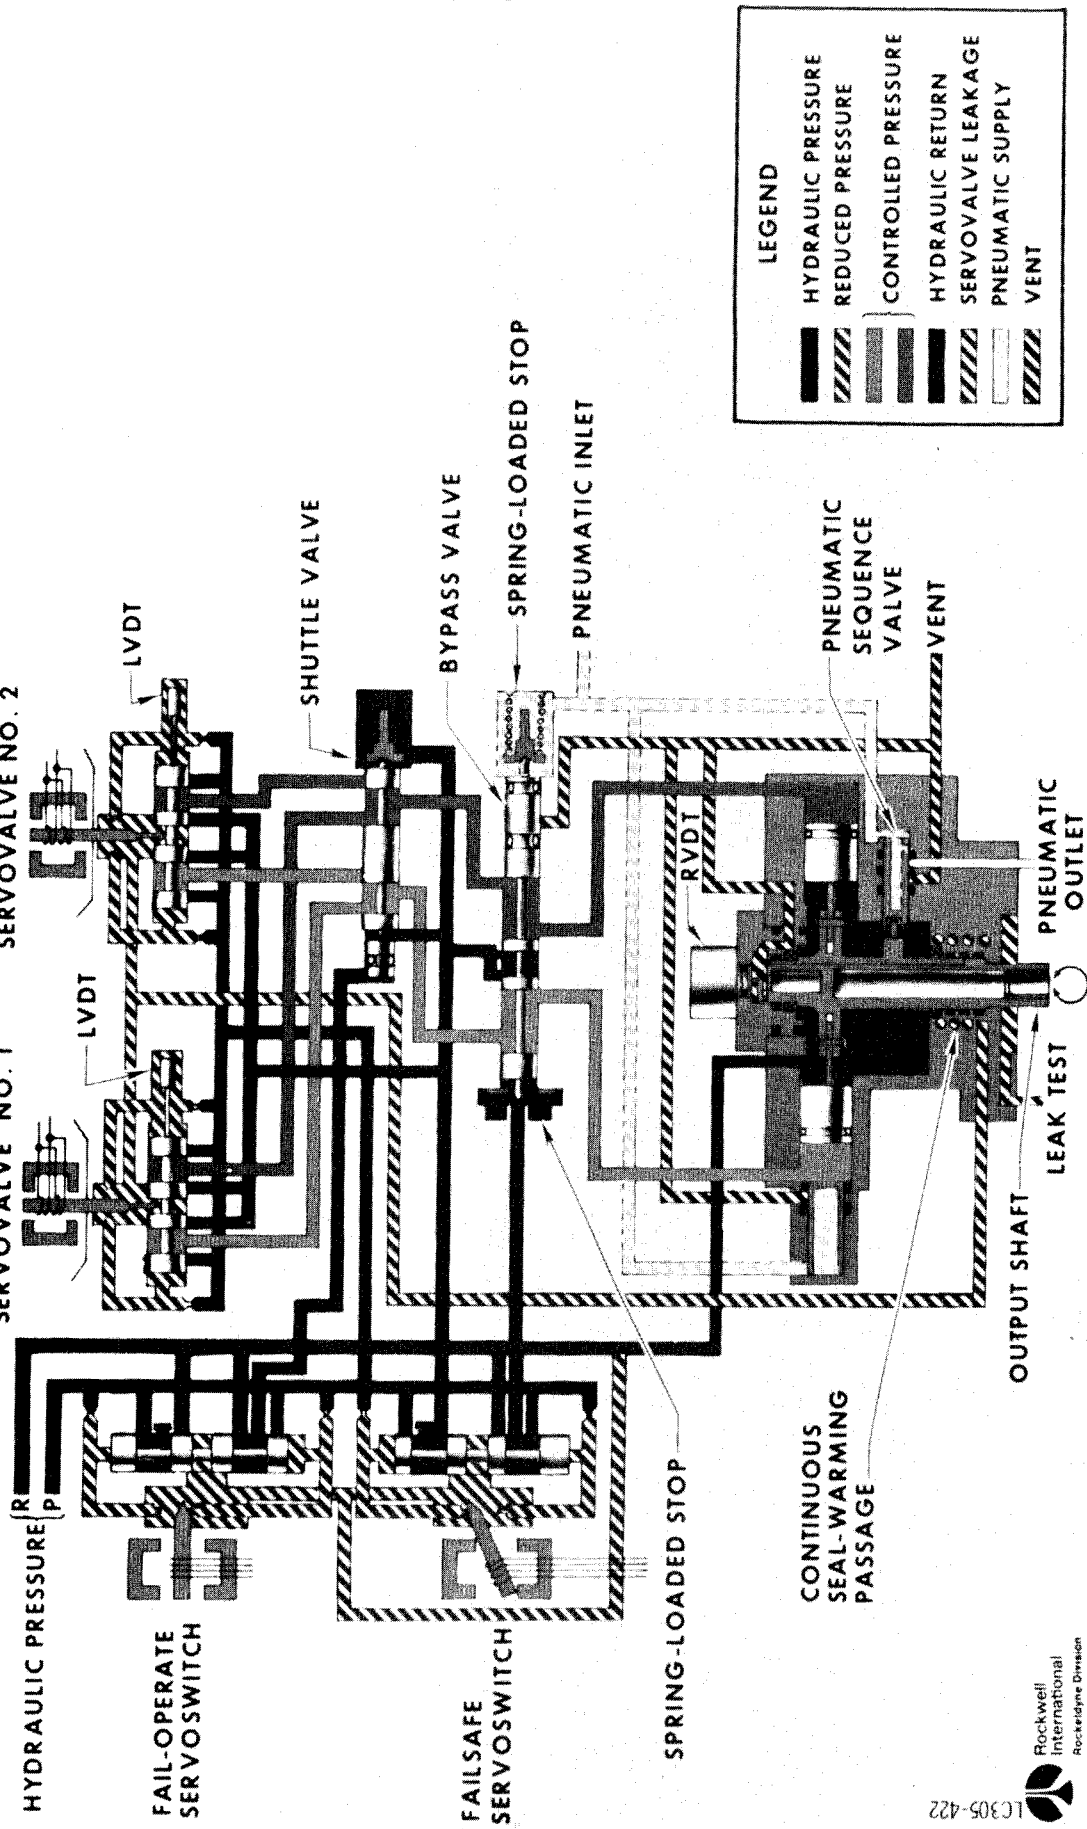 HYDRAULIC PRESSURE
R
P
FAIL-OPERATE
SERVOSWITCH
FAILSAFE
SERVOSWITCH
SERVOVALVE NO. 1
SERVOVALVE NO. 2
LVDT
LVDT
SHUTTLE VALVE
BYPASS VALVE
SPRING-LOADED STOP
PNEUMATIC INLET
SPRING-LOADED STOP
RVDT
PNEUMATIC
SEQUENCE
VALVE
VENT
CONTINUOUS
SEAL-WARMING
PASSAGE
OUTPUT SHAFT
LEAK TEST
PNEUMATIC
OUTLET
LEGEND
HYDRAULIC PRESSURE
REDUCED PRESSURE
CONTROLLED PRESSURE
HYDRAULIC RETURN
SERVOVALVE LEAKAGE
PNEUMATIC SUPPLY
VENT
Rockwell
International
Rocketdyne Division
LC305-422